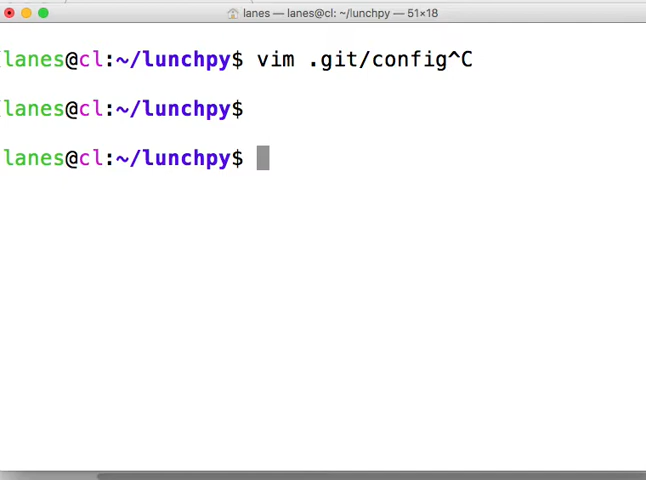 lanes — lanes@cl: ~/lunchpy — 51×18
lanes@cl:~/lunchpy$ vim .git/config^C
lanes@cl:~/lunchpy$
lanes@cl:~/lunchpy$